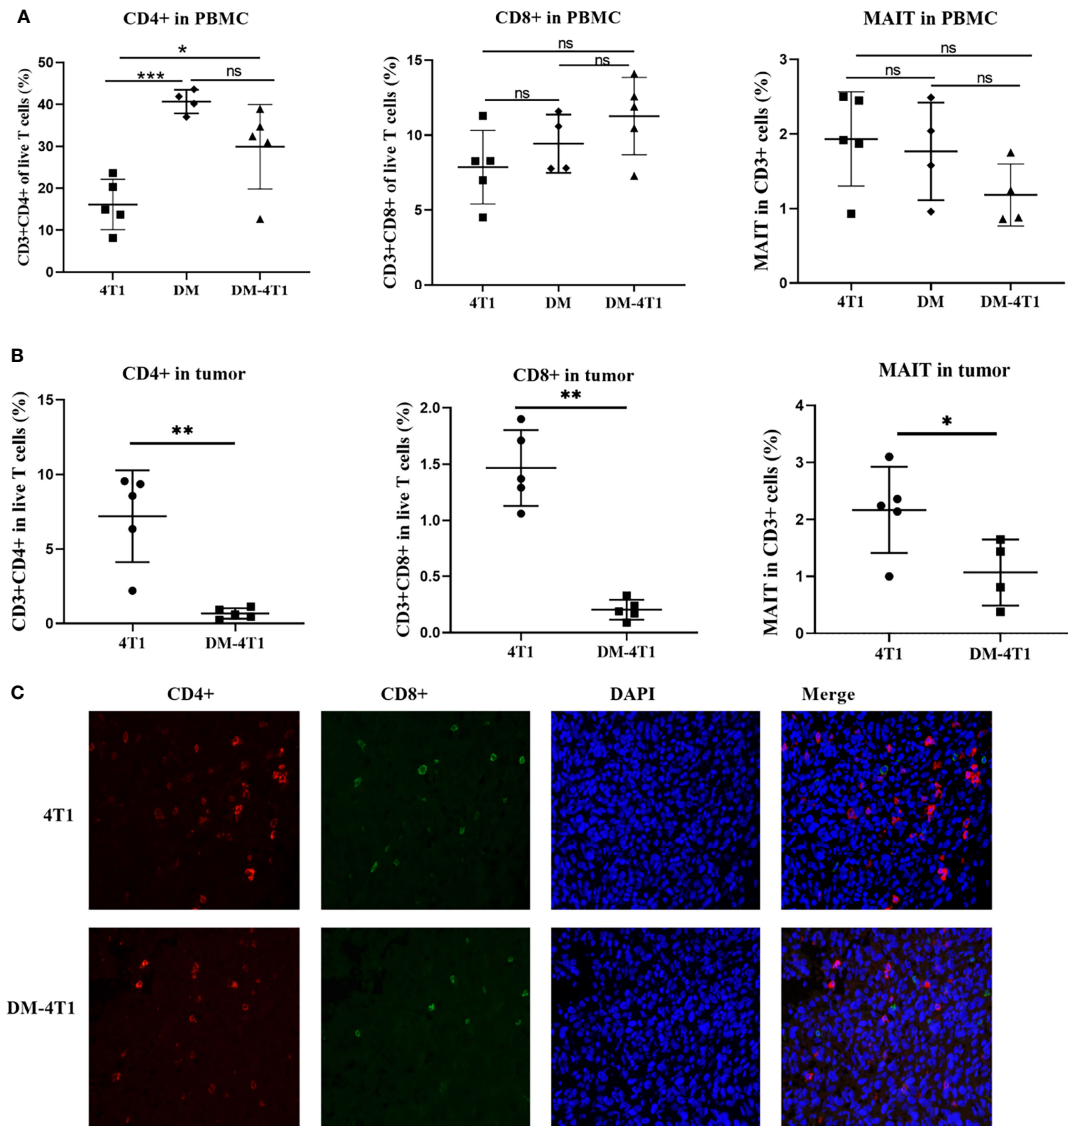 A
CD4+ in PBMC
CD3+CD4+ of live T cells (%)
50
40
30
20
10
0
*
***
ns
4T1
DM
DM-4T1
CD8+ in PBMC
CD3+CD8+ of live T cells (%)
15
10
5
0
ns
ns
ns
4T1
DM
DM-4T1
MAIT in PBMC
MAIT in CD3+ cells (%)
3
2
1
0
ns
ns
ns
4T1
DM
DM-4T1
B
CD4+ in tumor
CD3+CD4+ in live T cells (%)
15
10
5
0
**
4T1
DM-4T1
CD8+ in tumor
CD3+CD8+ in live T cells (%)
2.0
1.5
1.0
0.5
0.0
**
4T1
DM-4T1
MAIT in tumor
MAIT in CD3+ cells (%)
4
3
2
1
0
*
4T1
DM-4T1
C
CD4+
CD8+
DAPI
Merge
4T1
DM-4T1